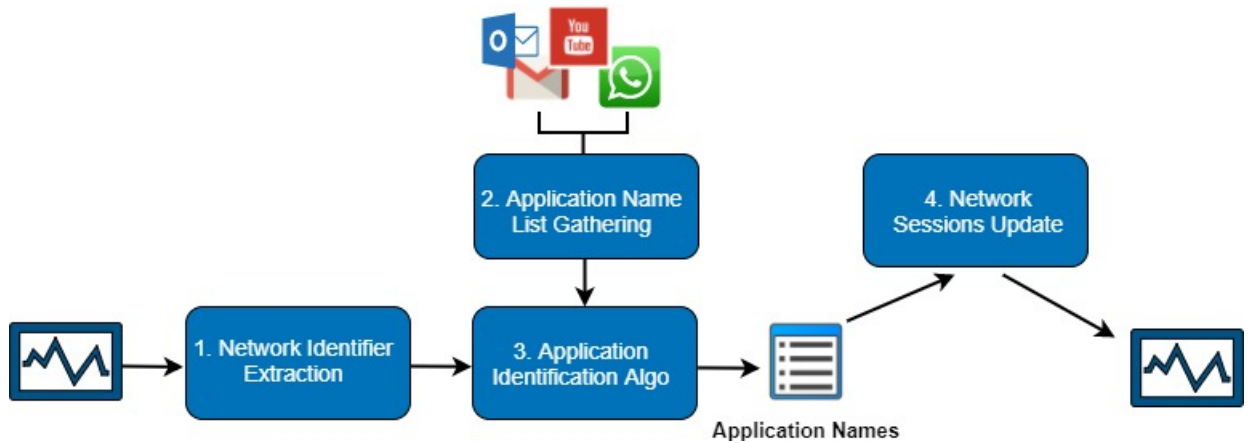 O
You
Tube
2. Application Name
List Gathering
4. Network
Sessions Update
1. Network Identifier
Extraction
3. Application
Identification Algo
Application Names